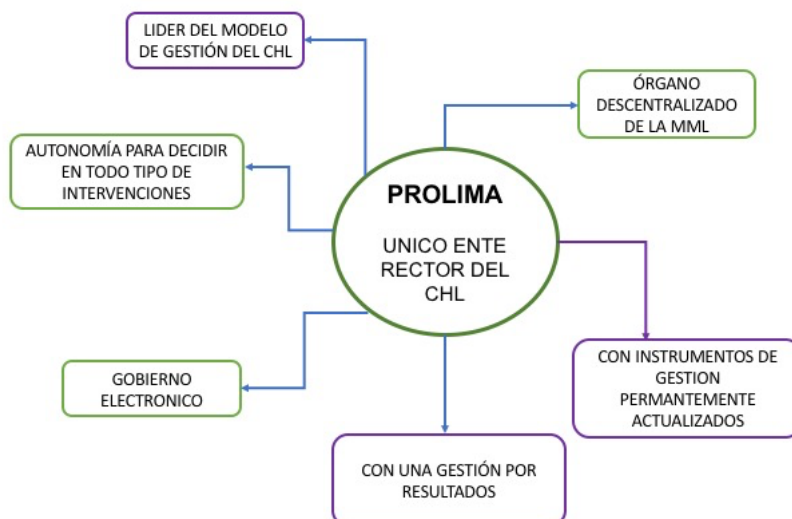 LIDER DEL MODELO
DE GESTIÓN DEL CHL
ÓRGANO
DESCENTRALIZADO
DE LA MML
AUTONOMÍA PARA DECIDIR
EN TODO TIPO DE
INTERVENCIONES
PROLIMA
UNICO ENTE
RECTOR DEL
CHL
GOBIERNO
ELECTRONICO
CON INSTRUMENTOS DE
GESTION
PERMANTEMENTE
ACTUALIZADOS
CON UNA GESTIÓN POR
RESULTADOS